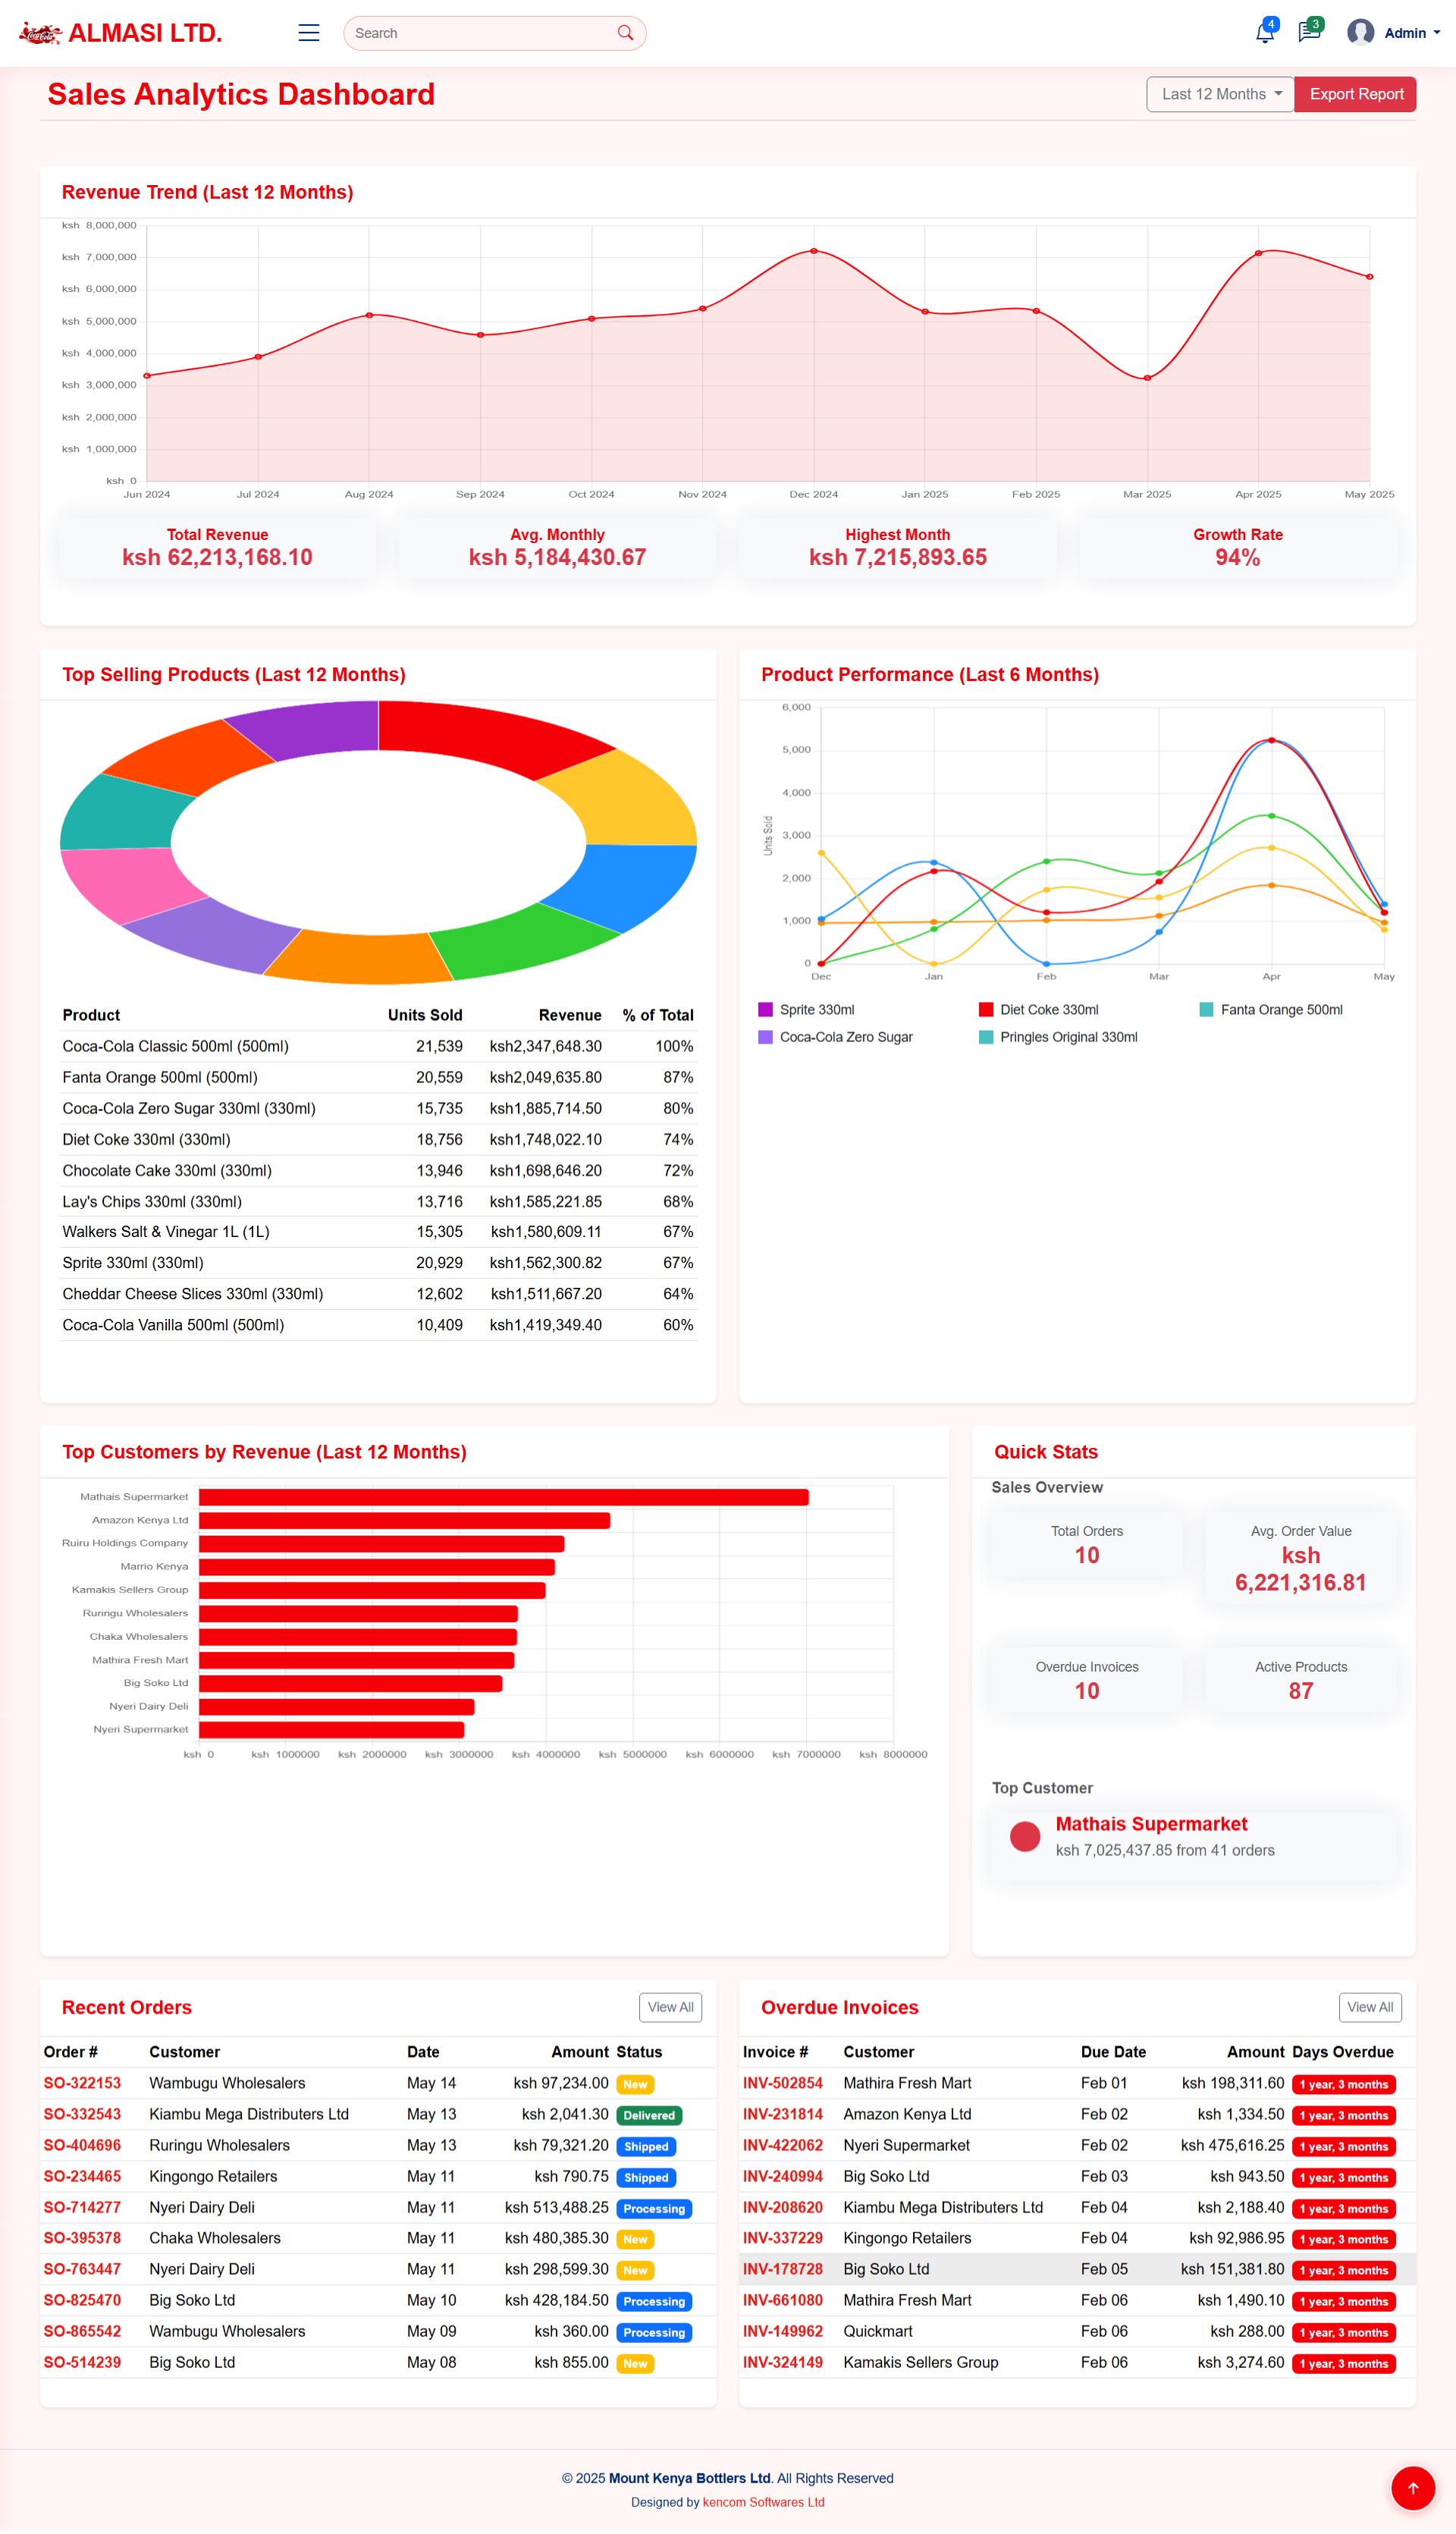 Coca-Cola ALMASI LTD.
Search
4
3
Admin
Sales Analytics Dashboard
Last 12 Months
Export Report
Revenue Trend (Last 12 Months)
ksh 8,000,000
ksh 7,000,000
ksh 6,000,000
ksh 5,000,000
ksh 4,000,000
ksh 3,000,000
ksh 2,000,000
ksh 1,000,000
ksh 0
Jun 2024 Jul 2024 Aug 2024 Sep 2024 Oct 2024 Nov 2024 Dec 2024 Jan 2025 Feb 2025 Mar 2025 Apr 2025 May 2025
Total Revenue
ksh 62,213,168.10
Avg. Monthly
ksh 5,184,430.67
Highest Month
ksh 7,215,893.65
Growth Rate
94%
Top Selling Products (Last 12 Months)
Product Units Sold Revenue % of Total
Coca-Cola Classic 500ml (500ml) 21,539 ksh2,347,648.30 100%
Fanta Orange 500ml (500ml) 20,559 ksh2,049,635.80 87%
Coca-Cola Zero Sugar 330ml (330ml) 15,735 ksh1,885,714.50 80%
Diet Coke 330ml (330ml) 18,756 ksh1,748,022.10 74%
Chocolate Cake 330ml (330ml) 13,946 ksh1,698,646.20 72%
Lay's Chips 330ml (330ml) 13,716 ksh1,585,221.85 68%
Walkers Salt & Vinegar 1L (1L) 15,305 ksh1,580,609.11 67%
Sprite 330ml (330ml) 20,929 ksh1,562,300.82 67%
Cheddar Cheese Slices 330ml (330ml) 12,602 ksh1,511,667.20 64%
Coca-Cola Vanilla 500ml (500ml) 10,409 ksh1,419,349.40 60%
Product Performance (Last 6 Months)
Units Sold
6,000
5,000
4,000
3,000
2,000
1,000
0
Dec Jan Feb Mar Apr May
Sprite 330ml Diet Coke 330ml Fanta Orange 500ml
Coca-Cola Zero Sugar Pringles Original 330ml
Top Customers by Revenue (Last 12 Months)
Mathais Supermarket
Amazon Kenya Ltd
Ruiru Holdings Company
Marrio Kenya
Kamakis Sellers Group
Ruringu Wholesalers
Chaka Wholesalers
Mathira Fresh Mart
Big Soko Ltd
Nyeri Dairy Deli
Nyeri Supermarket
ksh 0 ksh 1000000 ksh 2000000 ksh 3000000 ksh 4000000 ksh 5000000 ksh 6000000 ksh 7000000 ksh 8000000
Quick Stats
Sales Overview
Total Orders
10
Avg. Order Value
ksh
6,221,316.81
Overdue Invoices
10
Active Products
87
Top Customer
Mathais Supermarket
ksh 7,025,437.85 from 41 orders
Recent Orders
View All
Order # Customer Date Amount Status
SO-322153 Wambugu Wholesalers May 14 ksh 97,234.00 New
SO-332543 Kiambu Mega Distributers Ltd May 13 ksh 2,041.30 Delivered
SO-404696 Ruringu Wholesalers May 13 ksh 79,321.20 Shipped
SO-234465 Kingongo Retailers May 11 ksh 790.75 Shipped
SO-714277 Nyeri Dairy Deli May 11 ksh 513,488.25 Processing
SO-395378 Chaka Wholesalers May 11 ksh 480,385.30 New
SO-763447 Nyeri Dairy Deli May 11 ksh 298,599.30 New
SO-825470 Big Soko Ltd May 10 ksh 428,184.50 Processing
SO-865542 Wambugu Wholesalers May 09 ksh 360.00 Processing
SO-514239 Big Soko Ltd May 08 ksh 855.00 New
Overdue Invoices
View All
Invoice # Customer Due Date Amount Days Overdue
INV-502854 Mathira Fresh Mart Feb 01 ksh 198,311.60 1 year, 3 months
INV-231814 Amazon Kenya Ltd Feb 02 ksh 1,334.50 1 year, 3 months
INV-422062 Nyeri Supermarket Feb 02 ksh 475,616.25 1 year, 3 months
INV-240994 Big Soko Ltd Feb 03 ksh 943.50 1 year, 3 months
INV-208620 Kiambu Mega Distributers Ltd Feb 04 ksh 2,188.40 1 year, 3 months
INV-337229 Kingongo Retailers Feb 04 ksh 92,986.95 1 year, 3 months
INV-178728 Big Soko Ltd Feb 05 ksh 151,381.80 1 year, 3 months
INV-661080 Mathira Fresh Mart Feb 06 ksh 1,490.10 1 year, 3 months
INV-149962 Quickmart Feb 06 ksh 288.00 1 year, 3 months
INV-324149 Kamakis Sellers Group Feb 06 ksh 3,274.60 1 year, 3 months
© 2025 Mount Kenya Bottlers Ltd. All Rights Reserved
Designed by kencom Softwares Ltd